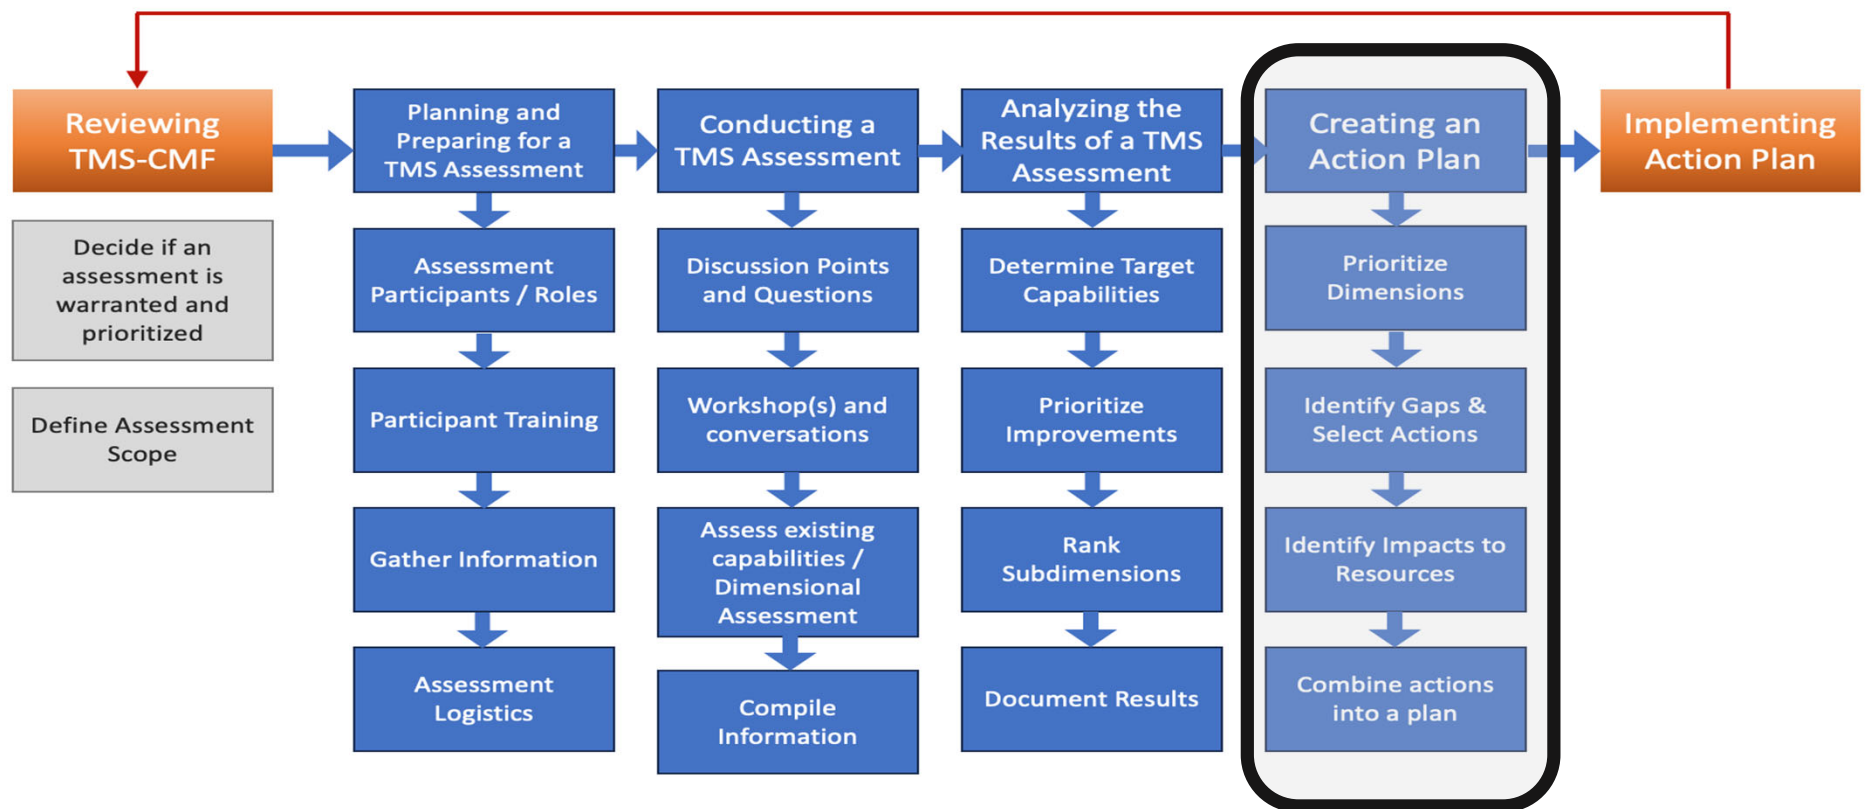 Reviewing
TMS-CMF
Decide if an
assessment is
warranted and
prioritized
Define Assessment
Scope
Planning and
Preparing for a
TMS Assessment
Assessment
Participants / Roles
Participant Training
Gather Information
Assessment
Logistics
Conducting a
TMS Assessment
Discussion Points
and Questions
Workshop(s) and
conversations
Assess existing
capabilities /
Dimensional
Assessment
Compile
Information
Analyzing the
Results of a TMS
Assessment
Determine Target
Capabilities
Prioritize
Improvements
Rank
Subdimensions
Document Results
Creating an
Action Plan
Prioritize
Dimensions
Identify Gaps &
Select Actions
Identify Impacts to
Resources
Combine actions
into a plan
Implementing
Action Plan